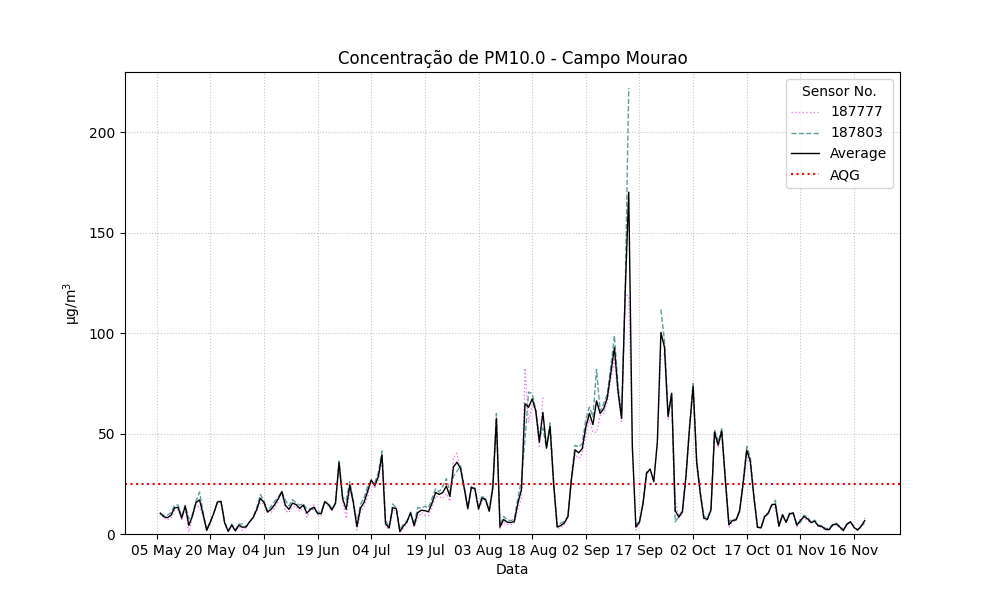 Concentração de PM10.0 - Campo Mourao
Sensor No.
187777
187803
Average
AQG
200
150
100
50
0
µg/m³
05 May 20 May 04 Jun 19 Jun 04 Jul 19 Jul 03 Aug 18 Aug 02 Sep 17 Sep 02 Oct 17 Oct 01 Nov 16 Nov
Data